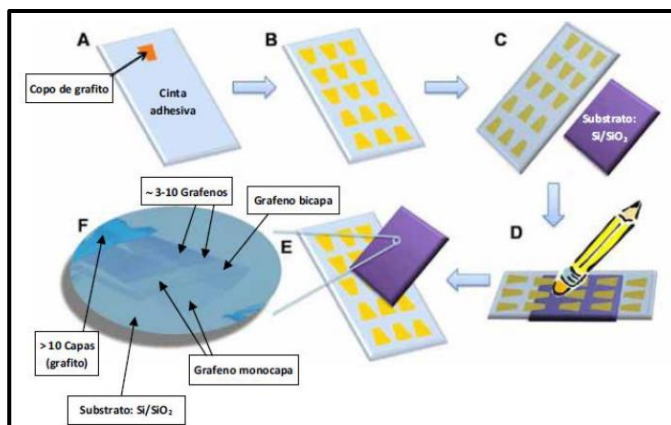 A
B
C
Copo de grafito
Cinta
adhesiva
Substrato:
Si/SiO₂
~ 3-10 Grafenos
Grafeno bicapa
F
E
D
> 10 Capas
(grafito)
Grafeno monocapa
Substrato: Si/SiO₂